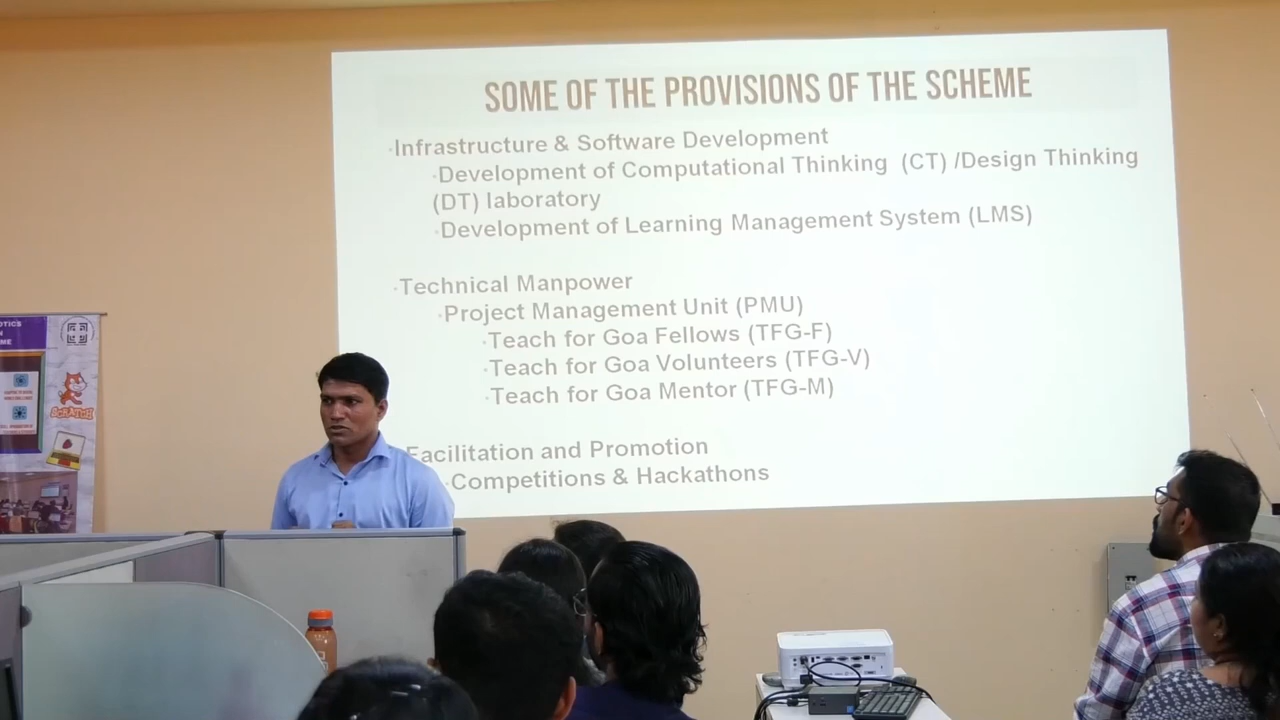 SOME OF THE PROVISIONS OF THE SCHEME
·Infrastructure & Software Development
·Development of Computational Thinking (CT) /Design Thinking
(DT) laboratory
·Development of Learning Management System (LMS)
·Technical Manpower
·Project Management Unit (PMU)
·Teach for Goa Fellows (TFG-F)
·Teach for Goa Volunteers (TFG-V)
·Teach for Goa Mentor (TFG-M)
Facilitation and Promotion
·Competitions & Hackathons
OTICS
N
ME
SCRATCH